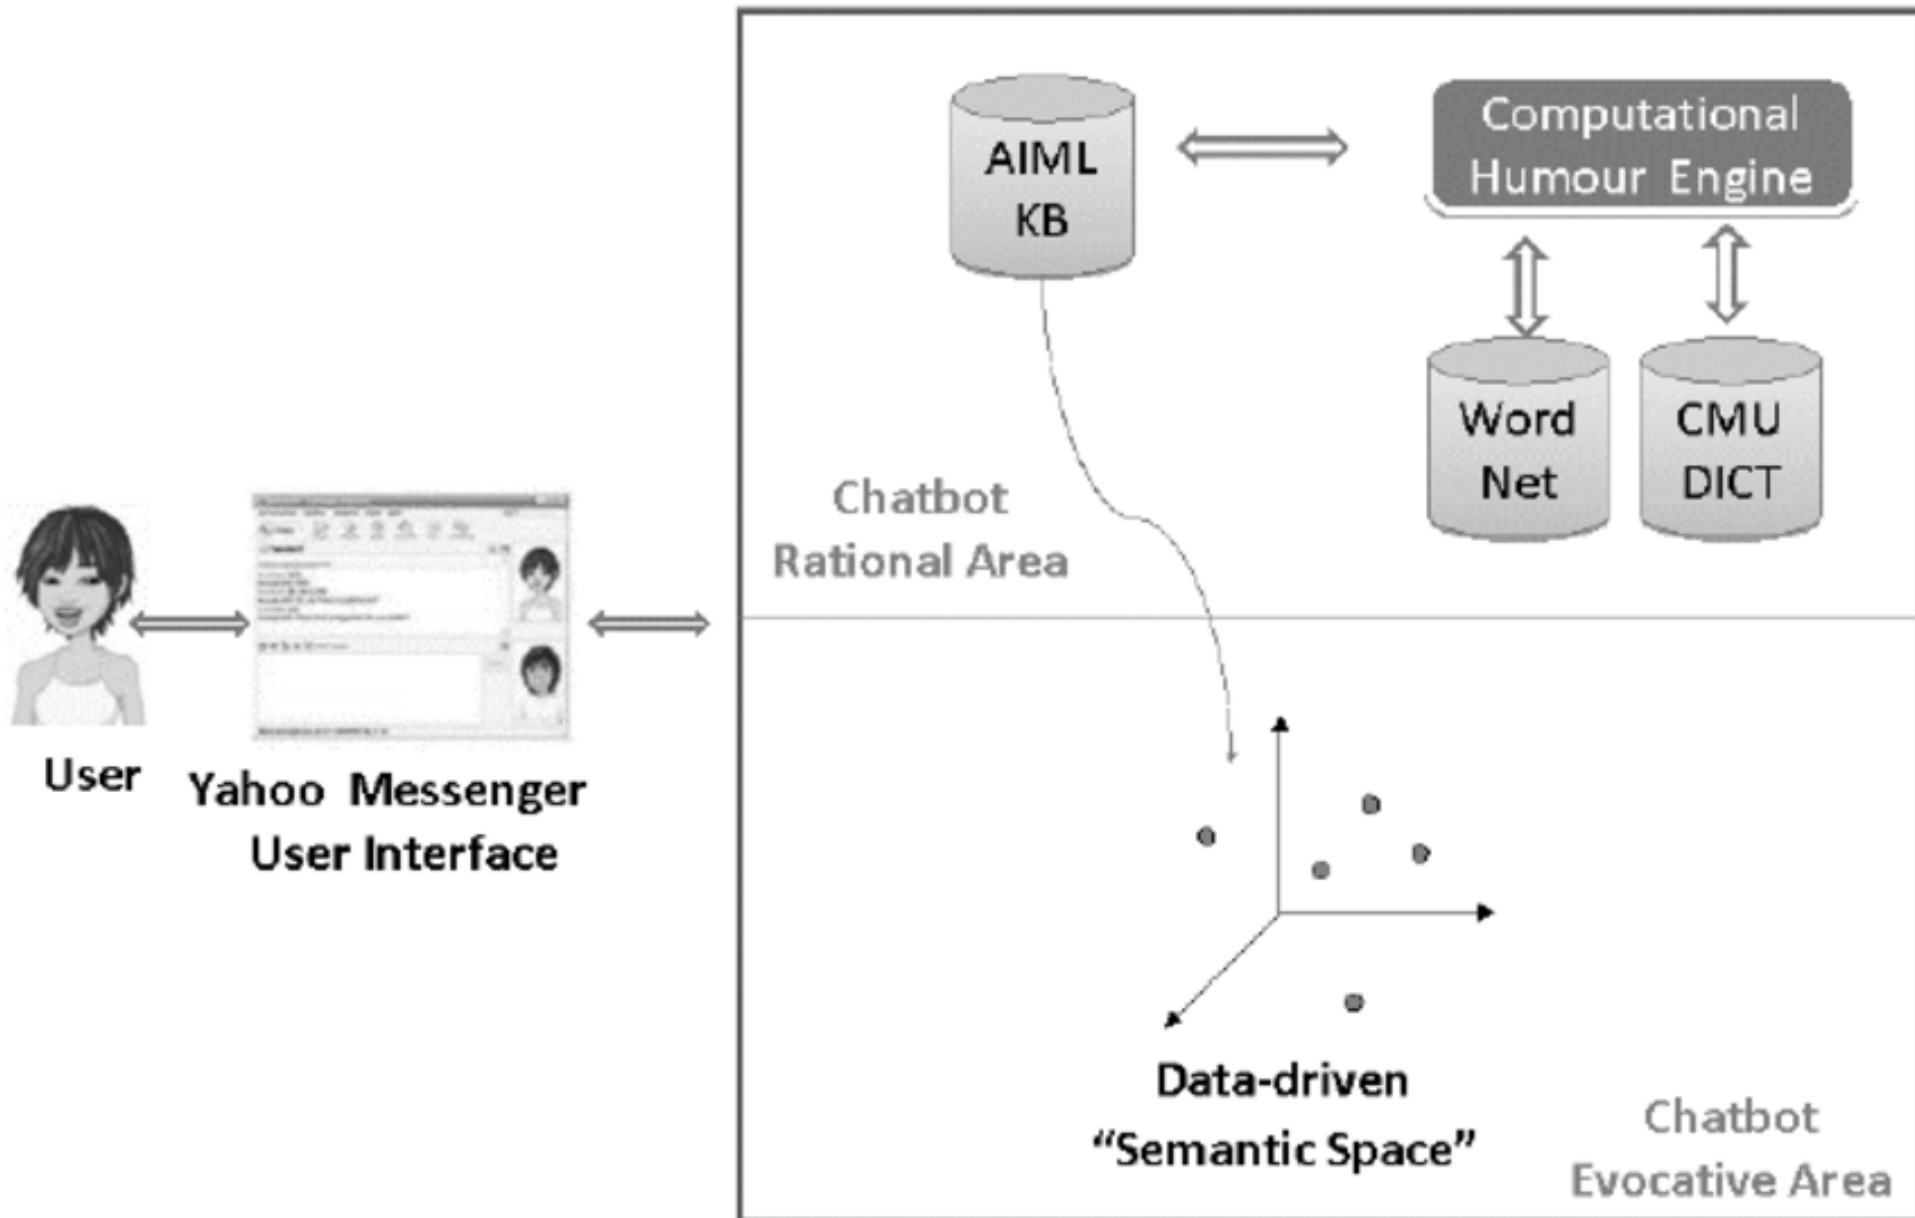 AIML
KB
Computational
Humour Engine
Word
Net
CMU
DICT
Chatbot
Rational Area
User
Yahoo Messenger
User Interface
Data-driven
“Semantic Space”
Chatbot
Evocative Area